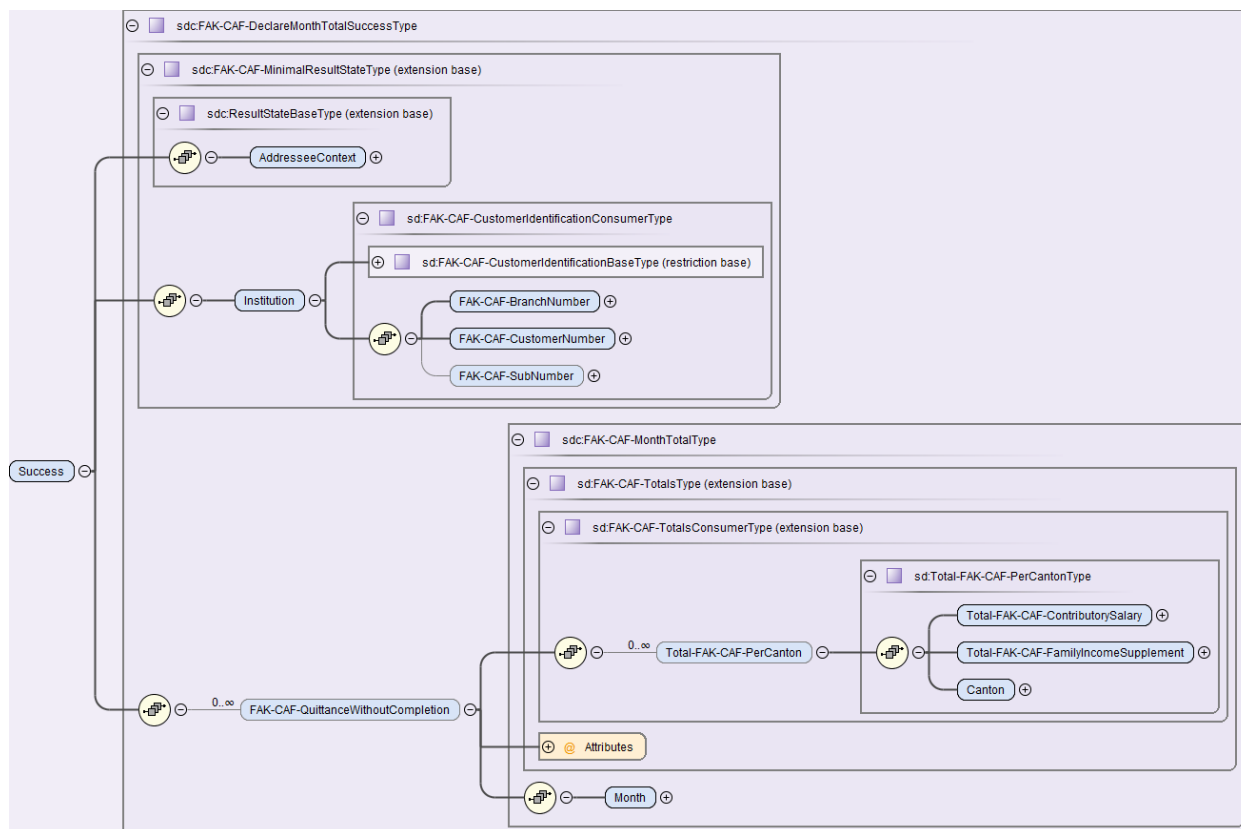 sdc:FAK-CAF-DeclareMonthTotalSuccessType
sdc:FAK-CAF-MinimalResultStateType (extension base)
sdc:ResultStateBaseType (extension base)
AddresseeContext
sd:FAK-CAF-CustomerIdentificationConsumerType
sd:FAK-CAF-CustomerIdentificationBaseType (restriction base)
Institution
FAK-CAF-BranchNumber
FAK-CAF-CustomerNumber
FAK-CAF-SubNumber
Success
sdc:FAK-CAF-MonthTotalType
sd:FAK-CAF-TotalsType (extension base)
sd:FAK-CAF-TotalsConsumerType (extension base)
sd:Total-FAK-CAF-PerCantonType
Total-FAK-CAF-ContributorySalary
0..∞ Total-FAK-CAF-PerCanton
Total-FAK-CAF-FamilyIncomeSupplement
Canton
0..∞ FAK-CAF-QuittanceWithoutCompletion
@ Attributes
Month